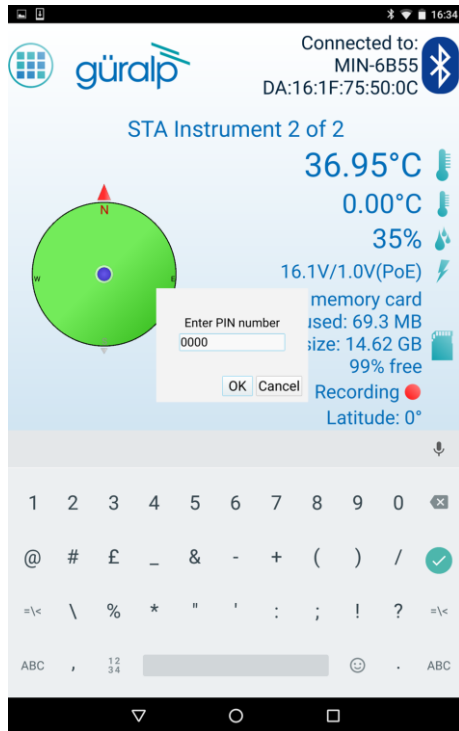 16:34
güralp
Connected to:
MIN-6B55
DA:16:1F:75:50:0C
STA Instrument 2 of 2
36.95°C
0.00°C
35%
16.1V/1.0V(PoE)
memory card
used: 69.3 MB
size: 14.62 GB
99% free
Recording
Latitude: 0°
N
W
E
Enter PIN number
0000
OK Cancel
1 2 3 4 5 6 7 8 9 0
@ # £ _ & - + ( ) /
=\< \ % * " ' : ; ! ? =\<
ABC , 12 34 . ABC